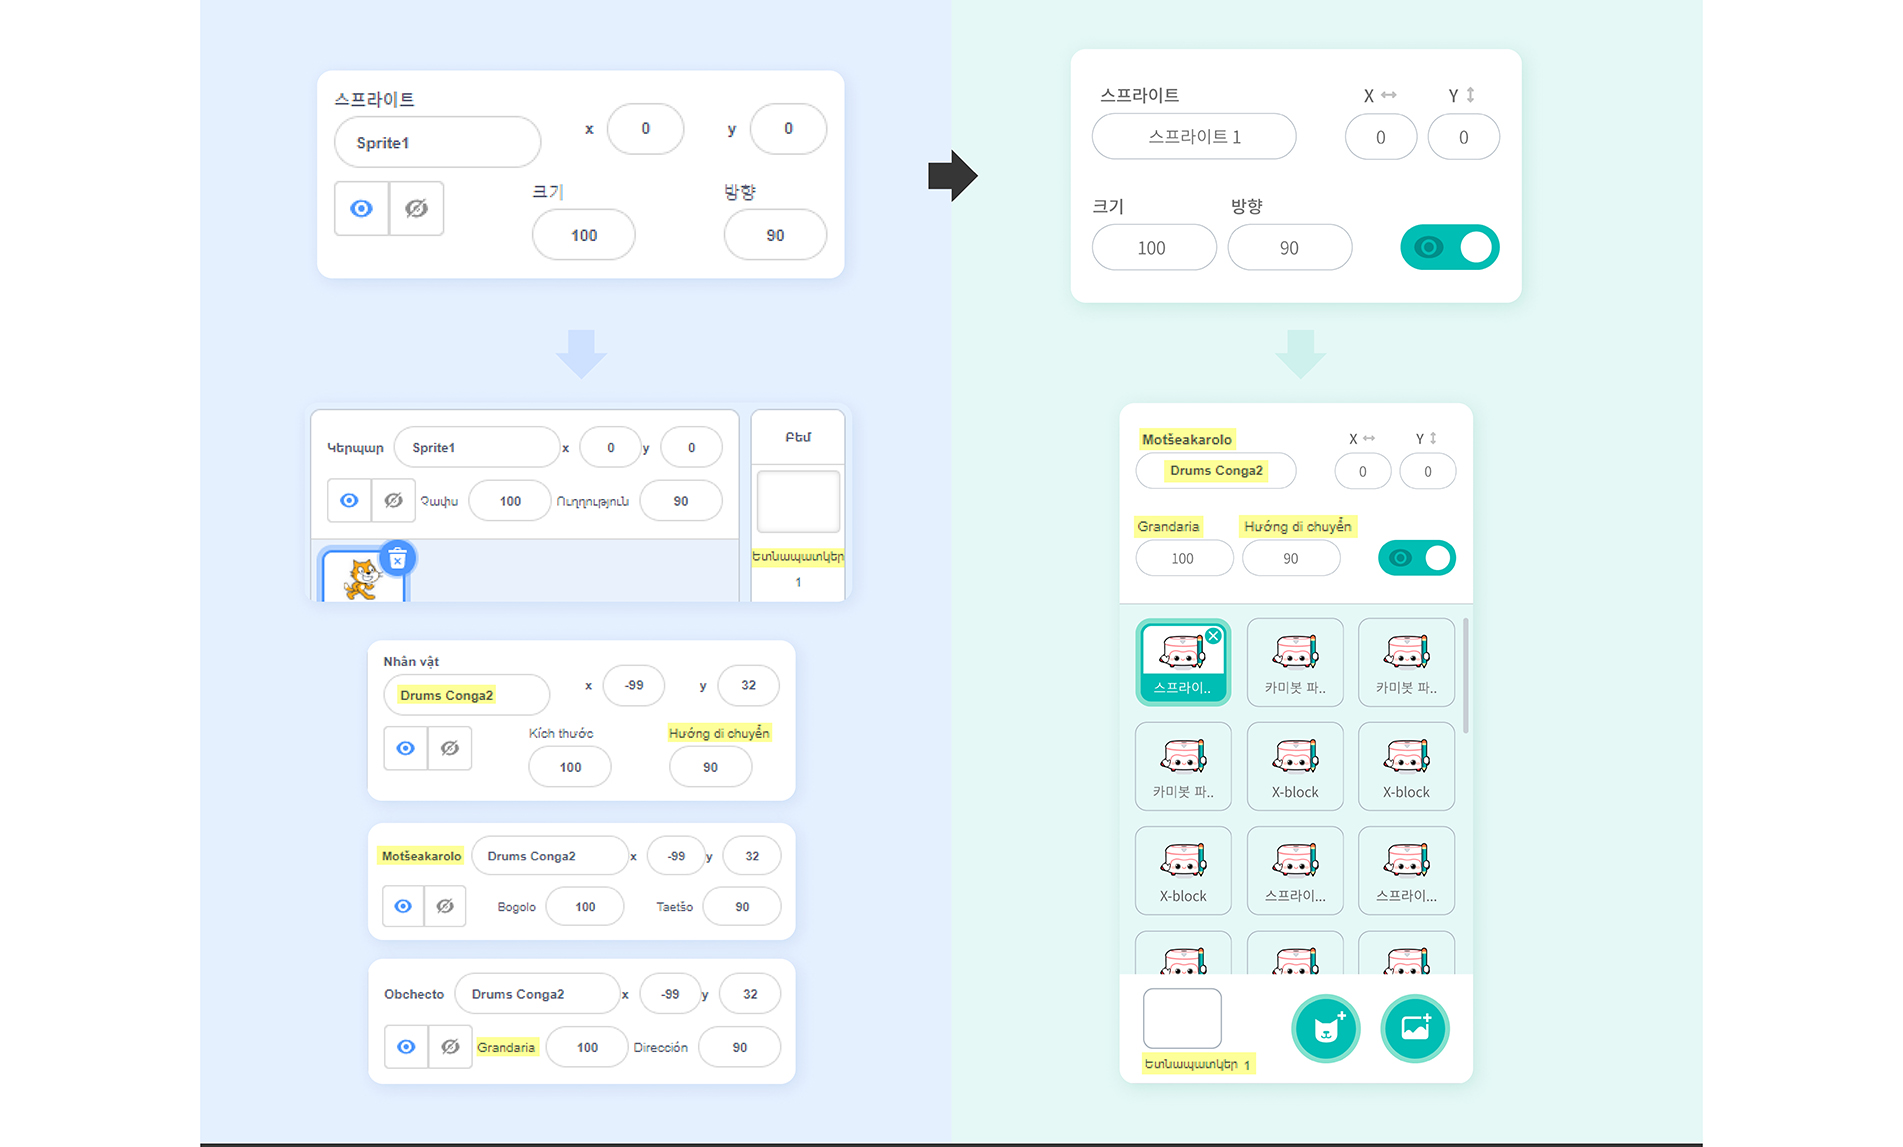 스프라이트
Sprite1
x 0 y 0
크기
방향
100
90
Կերպար Sprite1 x 0 y 0
Չափս 100 Ուղղություն 90
Բեմ
Ետնապատկեր
1
Nhân vật
Drums Conga2
x -99 y 32
Kích thước
Hướng di chuyển
100
90
Motšeakarolo Drums Conga2 x -99 y 32
Bogolo 100 Taetšo 90
Obchecto Drums Conga2 x -99 y 32
Grandaria 100 Dirección 90
스프라이트 X Y
스프라이트 1 0 0
크기 방향
100 90
Motšeakarolo X Y
Drums Conga2 0 0
Grandaria Hướng di chuyển
100 90
스프라이.. 카미봇 파.. 카미봇 파..
카미봇 파.. X-block X-block
X-block 스프라이... 스프라이...
Ետնապատկեր 1